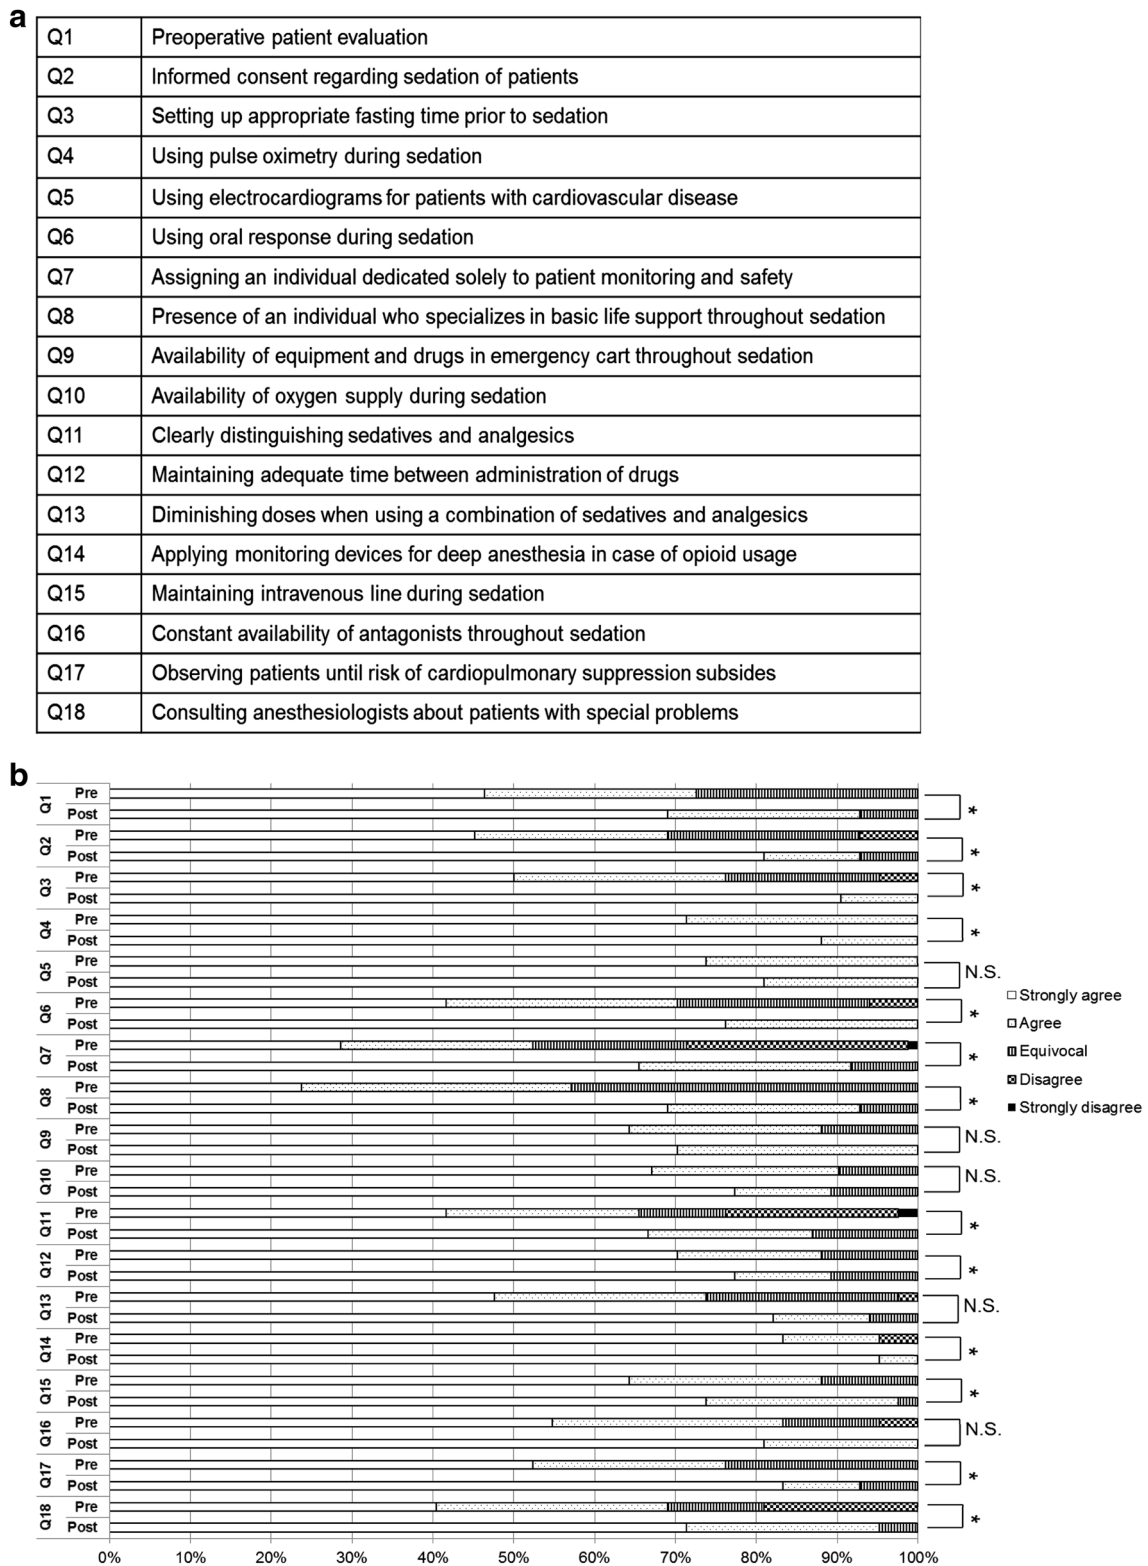 a
Q1 Preoperative patient evaluation
Q2 Informed consent regarding sedation of patients
Q3 Setting up appropriate fasting time prior to sedation
Q4 Using pulse oximetry during sedation
Q5 Using electrocardiograms for patients with cardiovascular disease
Q6 Using oral response during sedation
Q7 Assigning an individual dedicated solely to patient monitoring and safety
Q8 Presence of an individual who specializes in basic life support throughout sedation
Q9 Availability of equipment and drugs in emergency cart throughout sedation
Q10 Availability of oxygen supply during sedation
Q11 Clearly distinguishing sedatives and analgesics
Q12 Maintaining adequate time between administration of drugs
Q13 Diminishing doses when using a combination of sedatives and analgesics
Q14 Applying monitoring devices for deep anesthesia in case of opioid usage
Q15 Maintaining intravenous line during sedation
Q16 Constant availability of antagonists throughout sedation
Q17 Observing patients until risk of cardiopulmonary suppression subsides
Q18 Consulting anesthesiologists about patients with special problems
b
Q1 Pre
Post *
Q2 Pre
Post *
Q3 Pre
Post *
Q4 Pre
Post *
Q5 Pre N.S.
Post
Q6 Pre
Post *
Q7 Pre
Post *
Q8 Pre
Post *
Q9 Pre N.S.
Post
Q10 Pre N.S.
Post
Q11 Pre
Post *
Q12 Pre
Post *
Q13 Pre N.S.
Post
Q14 Pre
Post *
Q15 Pre
Post *
Q16 Pre N.S.
Post
Q17 Pre
Post *
Q18 Pre
Post *
Strongly agree
Agree
Equivocal
Disagree
Strongly disagree
0% 10% 20% 30% 40% 50% 60% 70% 80% 90% 100%